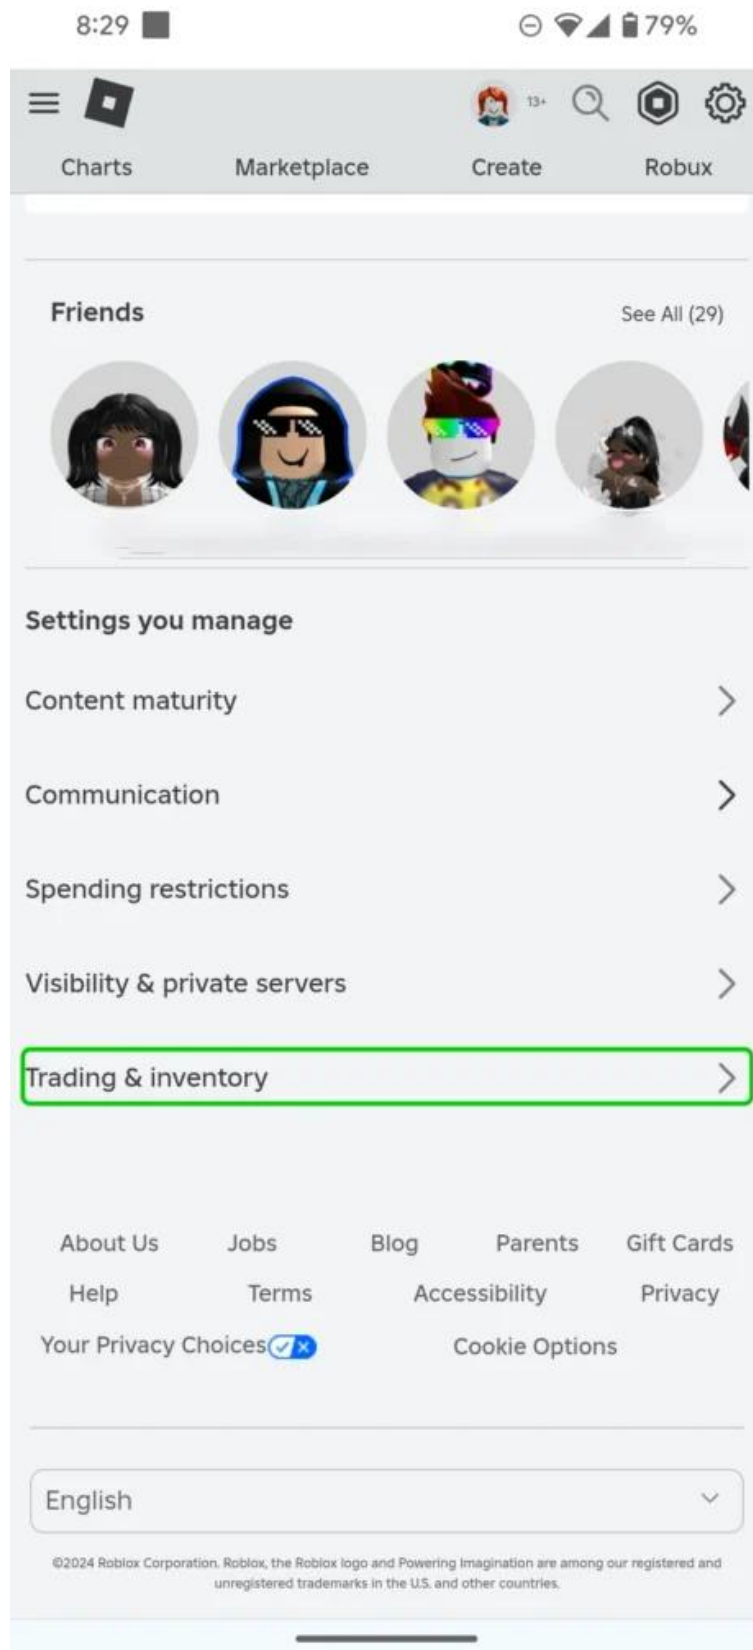 8:29 79%
13+
Charts Marketplace Create Robux
Friends See All (29)
Settings you manage
Content maturity
Communication
Spending restrictions
Visibility & private servers
Trading & inventory
About Us Jobs Blog Parents Gift Cards
Help Terms Accessibility Privacy
Your Privacy Choices Cookie Options
English
©2024 Roblox Corporation. Roblox, the Roblox logo and Powering Imagination are among our registered and
unregistered trademarks in the U.S. and other countries.